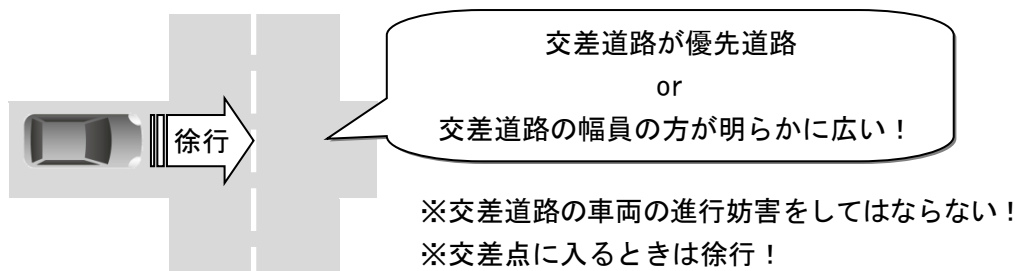 交差道路が優先道路
or
交差道路の幅員の方が明らかに広い！
徐行
※交差道路の車両の進行妨害をしてはならない！
※交差点に入るときは徐行！